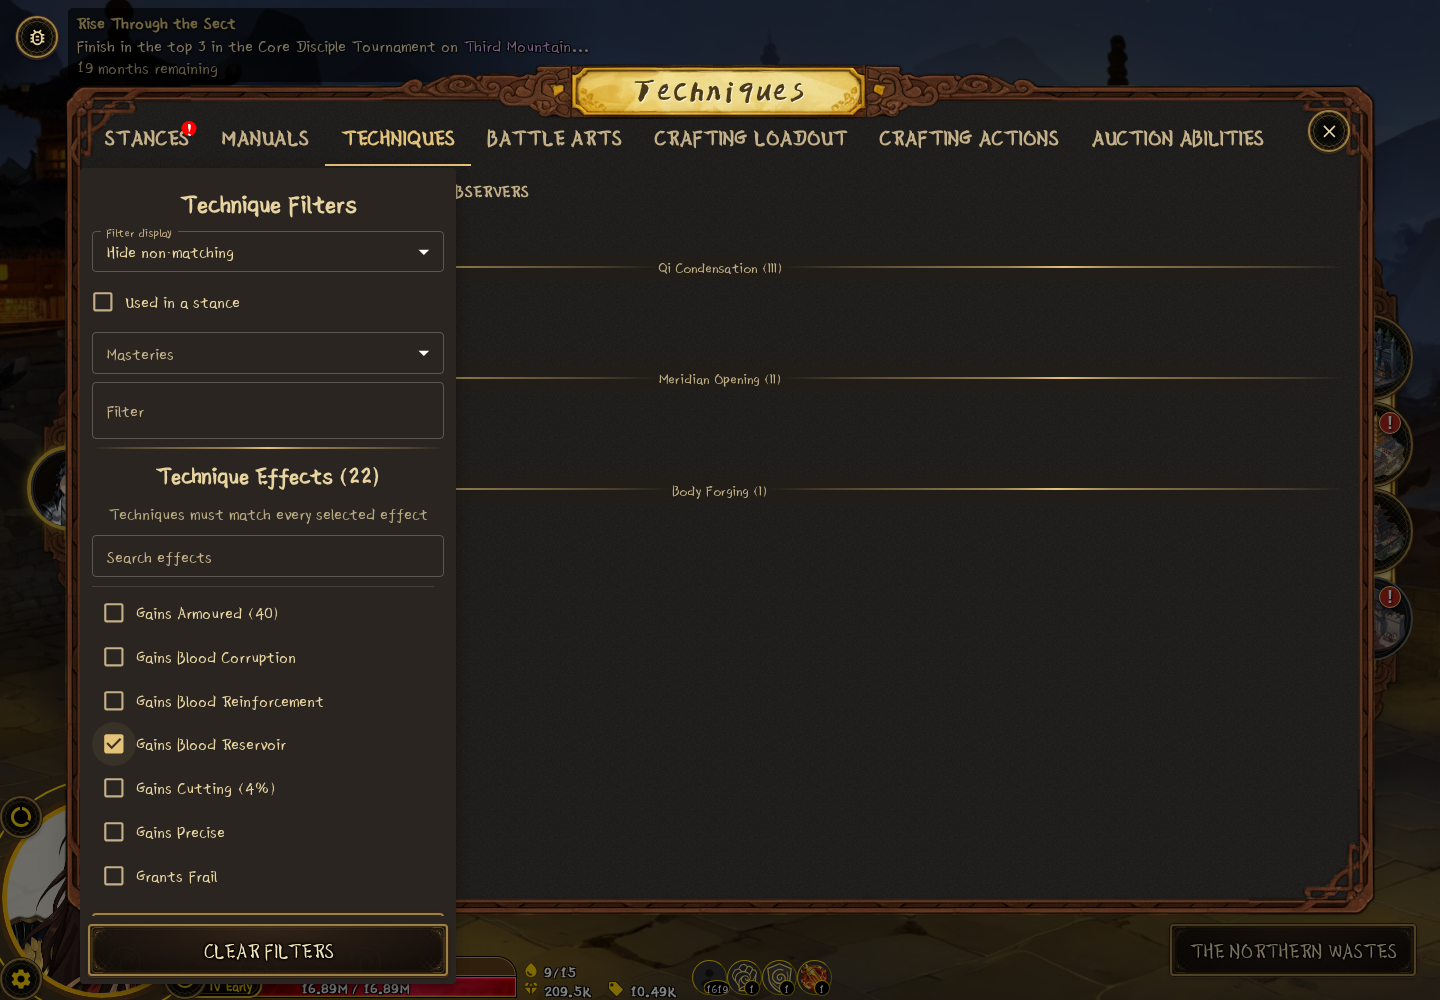 Rise Through the Sect
Finish in the top 3 in the Core Disciple Tournament on Third Mountain...
19 months remaining
Techniques
STANCES
MANUALS
TECHNIQUES
BATTLE ARTS
CRAFTING LOADOUT
CRAFTING ACTIONS
AUCTION ABILITIES
BSERVERS
Technique Filters
Filter display
Hide non-matching
Used in a stance
Masteries
Filter
Technique Effects (22)
Techniques must match every selected effect
Search effects
Gains Armoured (40)
Gains Blood Corruption
Gains Blood Reinforcement
Gains Blood Reservoir
Gains Cutting (4%)
Gains Precise
Grants Frail
CLEAR FILTERS
Qi Condensation (III)
Meridian Opening (II)
Body Forging (I)
THE NORTHERN WASTES
IV Early
16.89M / 16.89M
9/15
209.5K
10.49K
1619
1
1
1